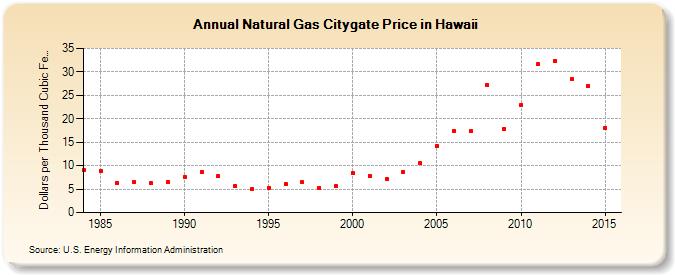 Annual Natural Gas Citygate Price in Hawaii
Dollars per Thousand Cubic Fe...
35
30
25
20
15
10
5
0
1985 1990 1995 2000 2005 2010 2015
Source: U.S. Energy Information Administration